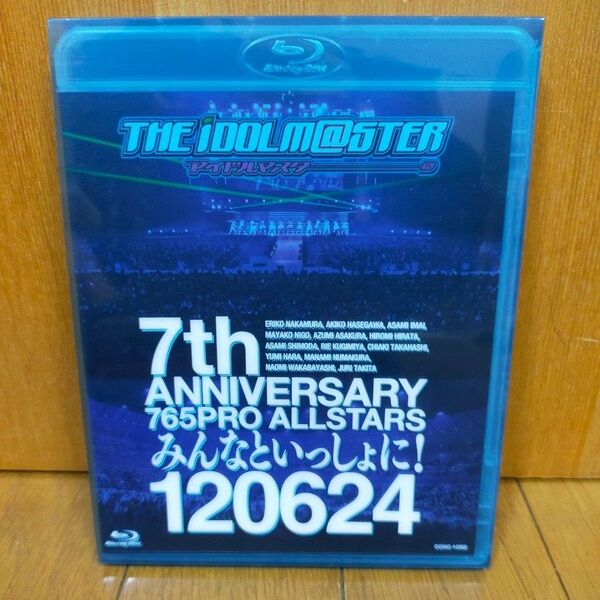 Blu-ray Disc
THE iDOLM@STER
アイドルマスター
7th
ERIKO NAKAMURA, AKIKO HASEGAWA, ASAMI IMAI,
MAYAKO NIGO, AZUMI ASAKURA, HIROMI HIRATA,
ASAMI SHIMODA, RIE KUGIMIYA, CHIAKI TAKAHASHI,
YUMI HARA, MANAMI NUMAKURA,
NAOMI WAKABAYASHI, JURI TAKITA
ANNIVERSARY
765PRO ALLSTARS
みんなといっしょに!
120624
Blu-ray Disc
COXC-1062